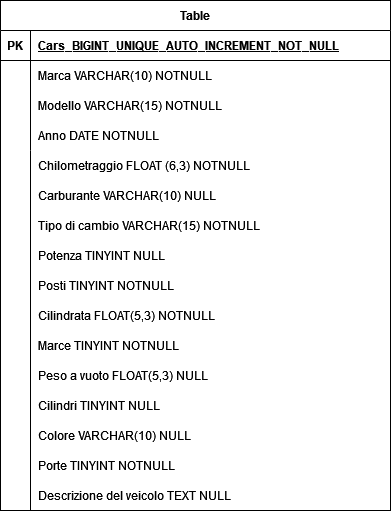 Table
PK Cars_BIGINT_UNIQUE_AUTO_INCREMENT_NOT_NULL
Marca VARCHAR(10) NOTNULL
Modello VARCHAR(15) NOTNULL
Anno DATE NOTNULL
Chilometraggio FLOAT (6,3) NOTNULL
Carburante VARCHAR(10) NULL
Tipo di cambio VARCHAR(15) NOTNULL
Potenza TINYINT NULL
Posti TINYINT NOTNULL
Cilindrata FLOAT(5,3) NOTNULL
Marce TINYINT NOTNULL
Peso a vuoto FLOAT(5,3) NULL
Cilindri TINYINT NULL
Colore VARCHAR(10) NULL
Porte TINYINT NOTNULL
Descrizione del veicolo TEXT NULL